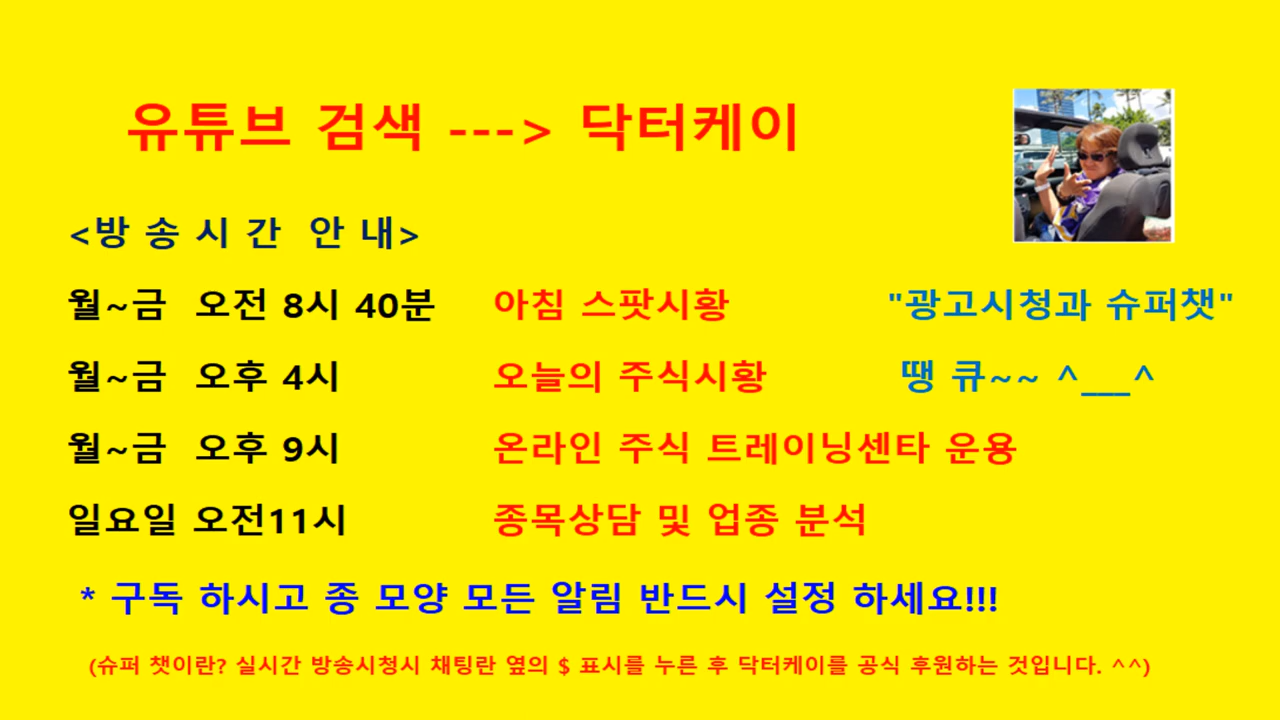 유튜브 검색 ---> 닥터케이
<방 송 시 간 안 내>
월~금 오전 8시 40분 아침 스팟시황 "광고시청과 슈퍼챗"
월~금 오후 4시 오늘의 주식시황 땡 큐~~ ^___^
월~금 오후 9시 온라인 주식 트레이닝센타 운용
일요일 오전11시 종목상담 및 업종 분석
* 구독 하시고 종 모양 모든 알림 반드시 설정 하세요!!!
(슈퍼 챗이란? 실시간 방송시청시 채팅란 옆의 $ 표시를 누른 후 닥터케이를 공식 후원하는 것입니다. ^^)